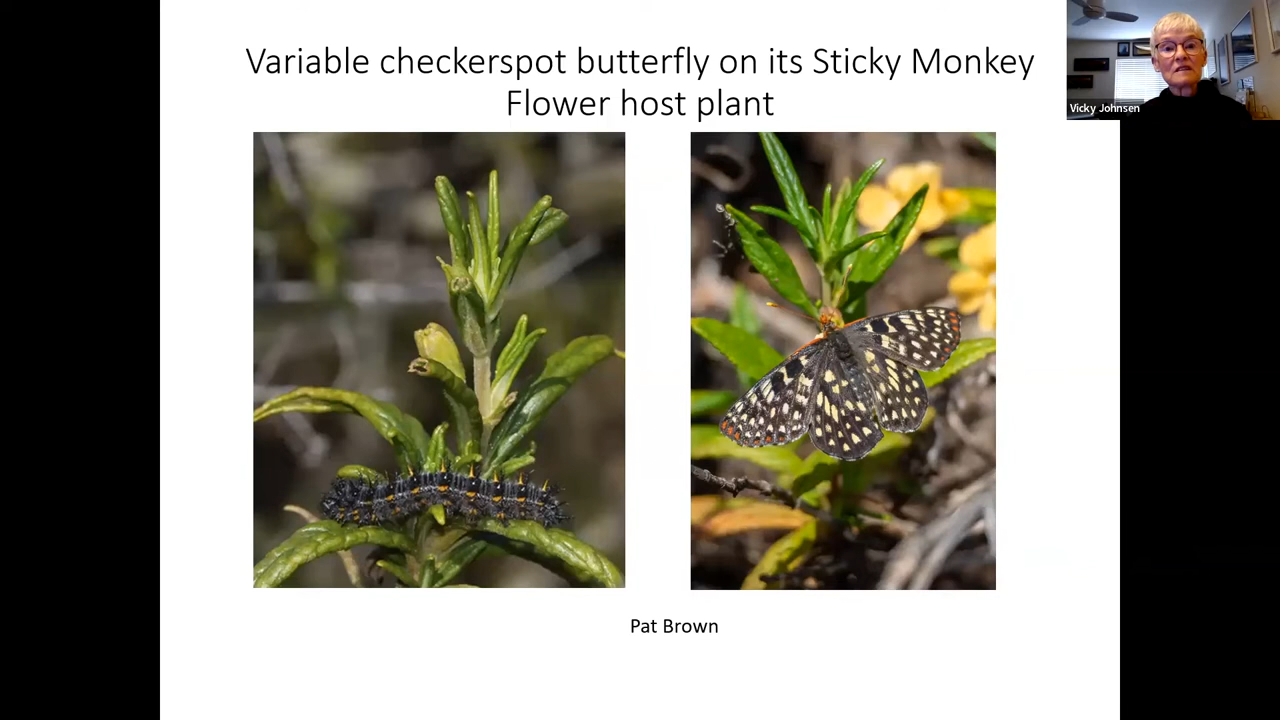 Variable checkerspot butterfly on its Sticky Monkey
Flower host plant
Vicky Johnsen
Pat Brown